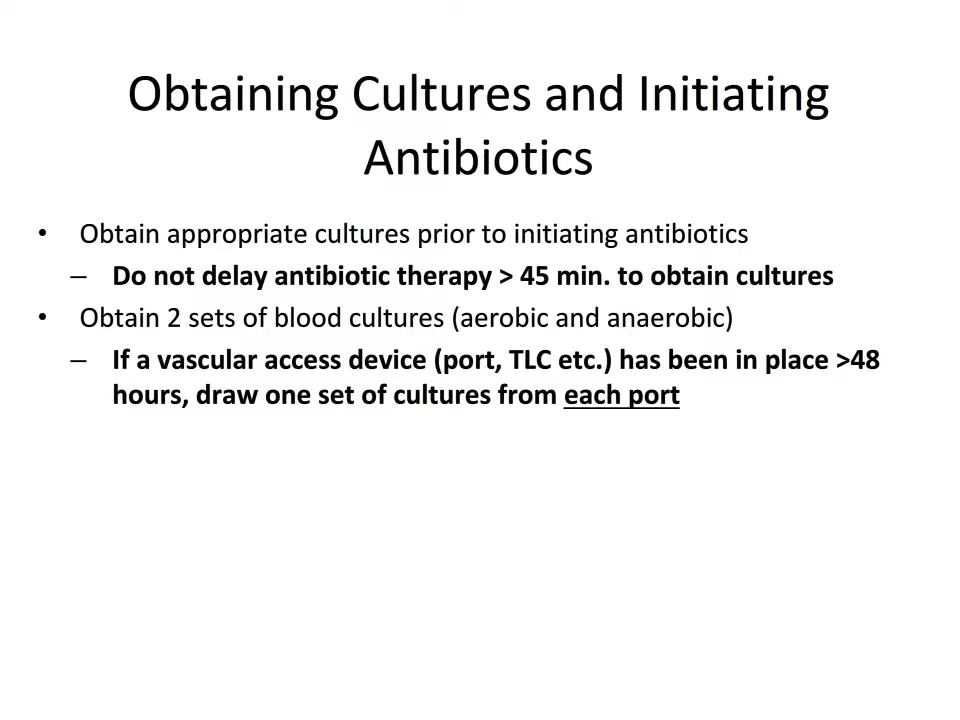 Obtaining Cultures and Initiating
Antibiotics
• Obtain appropriate cultures prior to initiating antibiotics
– Do not delay antibiotic therapy > 45 min. to obtain cultures
• Obtain 2 sets of blood cultures (aerobic and anaerobic)
– If a vascular access device (port, TLC etc.) has been in place >48
hours, draw one set of cultures from each port